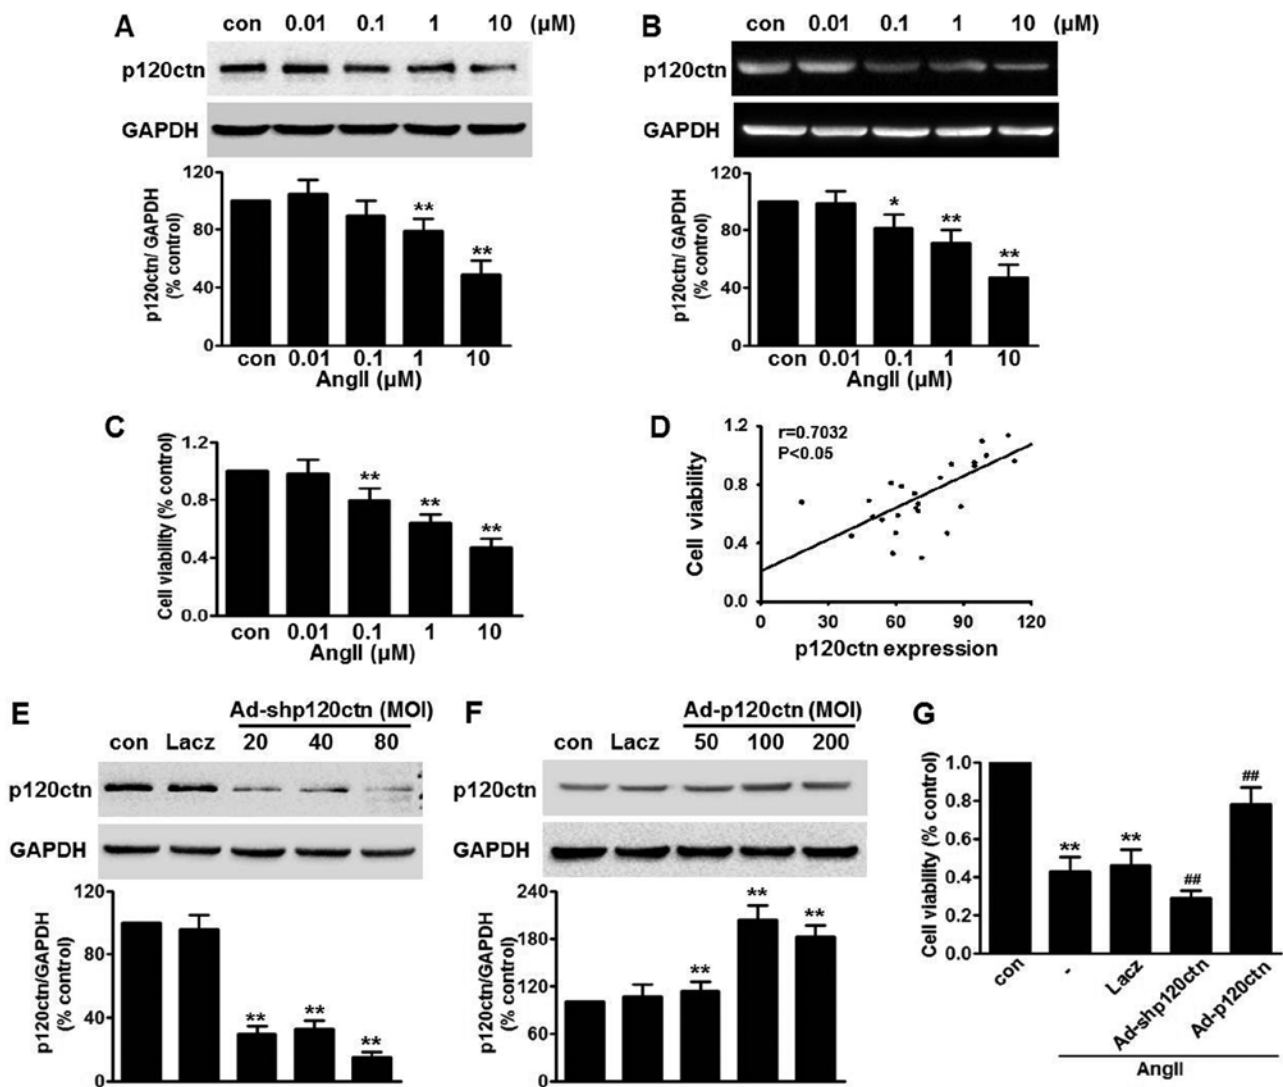 A con 0.01 0.1 1 10 (µM)
p120ctn
GAPDH
p120ctn/ GAPDH
(% control)
120
80
40
0
** **
con 0.01 0.1 1 10
AngII (µM)
B con 0.01 0.1 1 10 (µM)
p120ctn
GAPDH
p120ctn/ GAPDH
(% control)
120
80
40
0
* ** **
con 0.01 0.1 1 10
AngII (µM)
C
Cell viability (% control)
1.2
0.8
0.4
0.0
** ** **
con 0.01 0.1 1 10
AngII (µM)
D
r=0.7032
P<0.05
Cell viability
1.2
0.8
0.4
0.0
0 30 60 90 120
p120ctn expression
E Ad-shp120ctn (MOI)
con Lacz 20 40 80
p120ctn
GAPDH
p120ctn/GAPDH
(% control)
120
80
40
0
** ** **
F Ad-p120ctn (MOI)
con Lacz 50 100 200
p120ctn
GAPDH
p120ctn/GAPDH
(% control)
240
180
120
60
0
** ** **
G
Cell viability (% control)
1.0
0.8
0.6
0.4
0.2
0.0
** ** ## ##
con - Lacz Ad-shp120ctn Ad-p120ctn
AngII